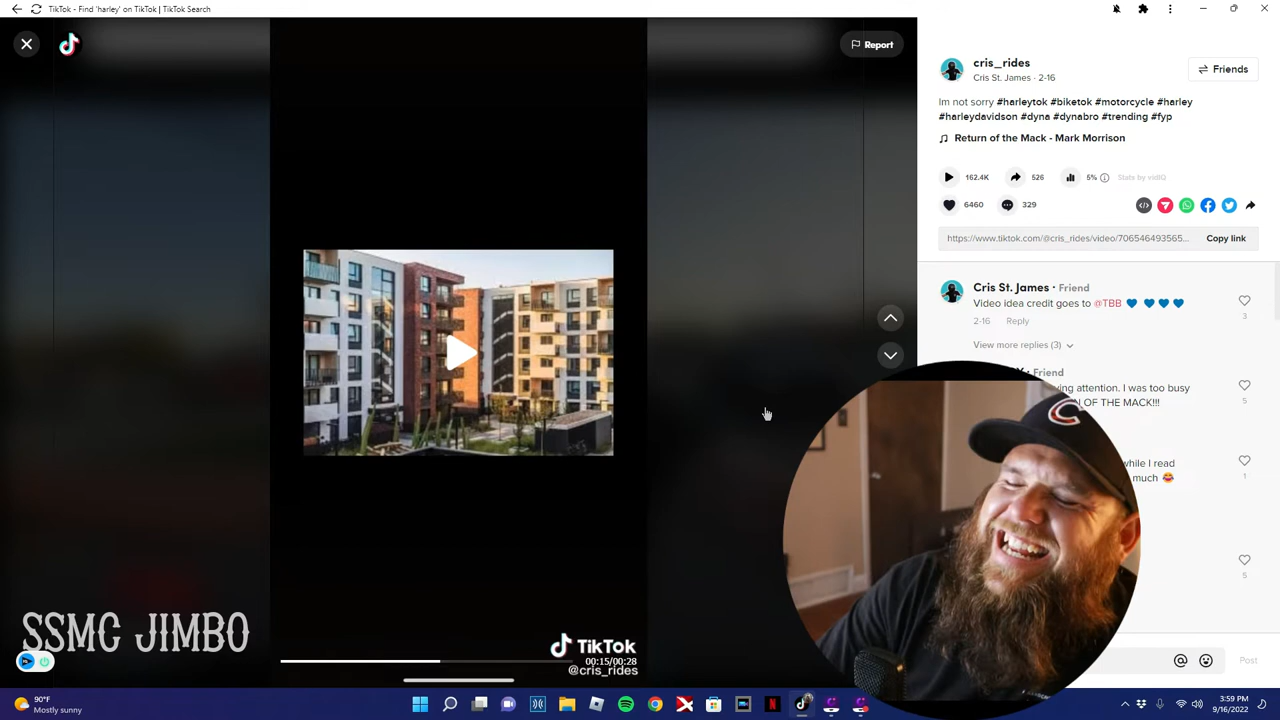 TikTok - Find 'harley' on TikTok | TikTok Search
Report
cris_rides
Cris St. James · 2-16
Friends
Im not sorry #harleytok #biketok #motorcycle #harley
#harleydavidson #dyna #dynabro #trending #fyp
Return of the Mack - Mark Morrison
162.4K
526
5%
Stats by vidIQ
6460
329
https://www.tiktok.com/@cris_rides/video/706546493565...
Copy link
Cris St. James · Friend
Video idea credit goes to @TBB
3
2-16 Reply
View more replies (3)
· Friend
ing attention. I was too busy
OF THE MACK!!!
5
while I read
much
1
5
Post
SSMC JIMBO
TikTok
00:15/00:28
@cris_rides
90°F
Mostly sunny
3:59 PM
9/16/2022